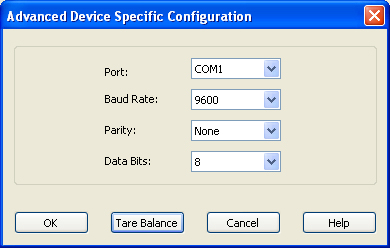 Advanced Device Specific Configuration
Port: COM1
Baud Rate: 9600
Parity: None
Data Bits: 8
OK Tare Balance Cancel Help